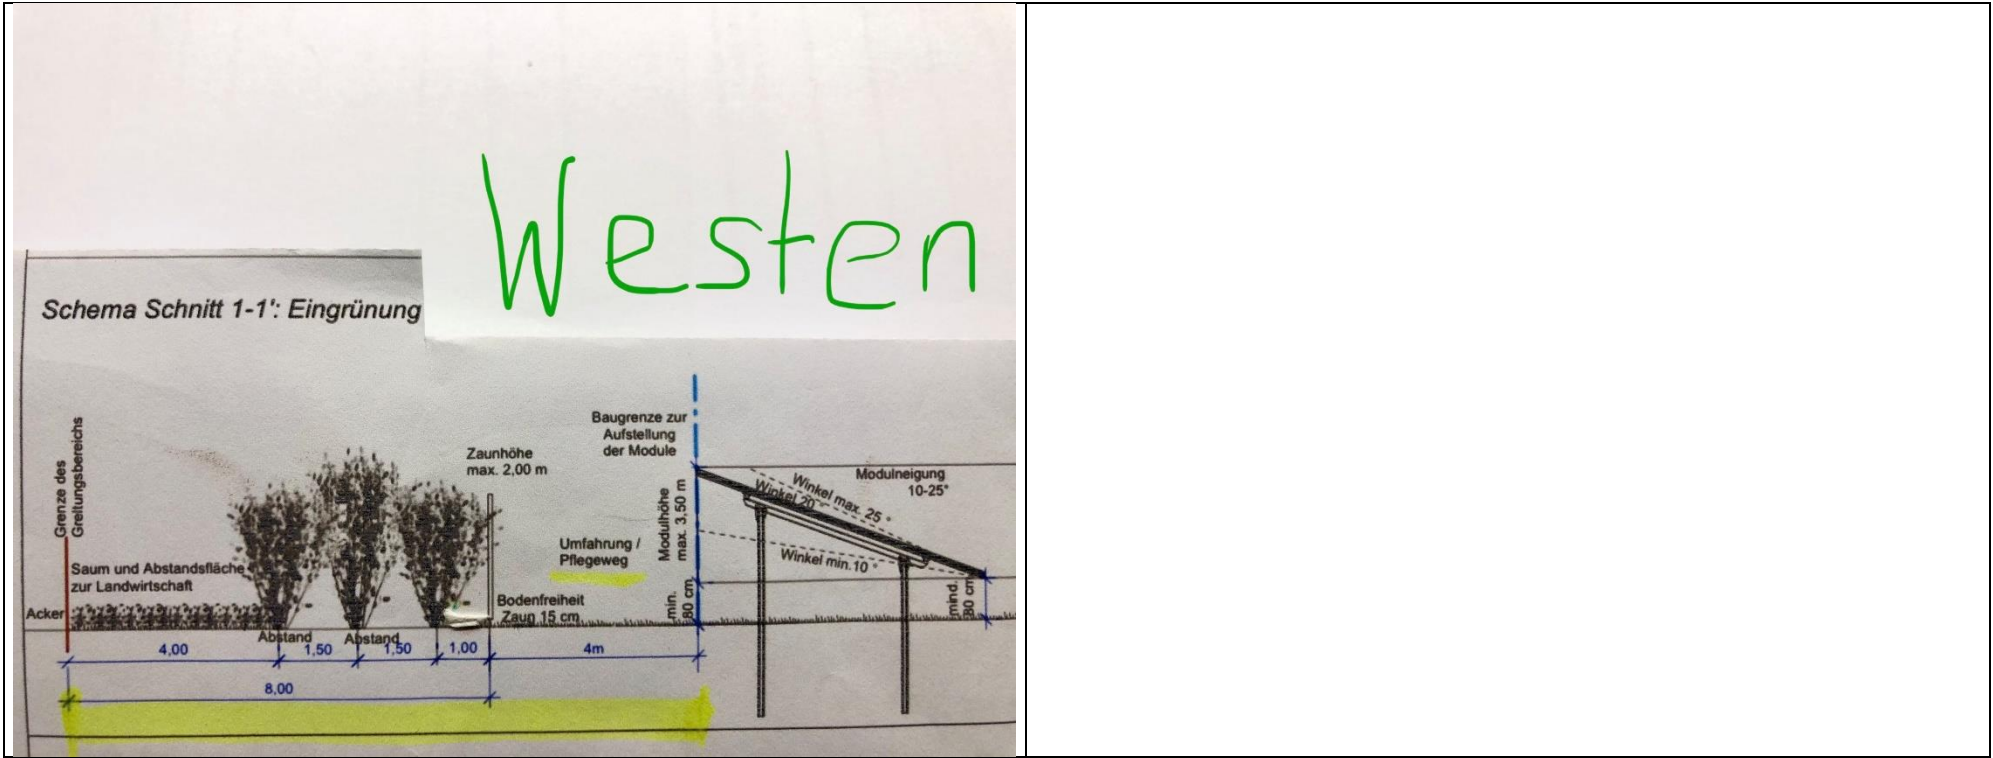 Westen
Schema Schnitt 1-1': Eingrünung
Grenze des
Greltungsbereichs
Saum und Abstandsfläche
zur Landwirtschaft
Acker
Zaunhöhe
max. 2,00 m
Baugrenze zur
Aufstellung
der Module
Umfahrung /
Pflegeweg
Bodenfreiheit
Zaun 15 cm
Modulhöhe
max. 3,50 m
min.
80 cm
Modulneigung
10-25°
Winkel max. 25 °
Winkel 20°
Winkel min.10 °
mind.
80 cm
Abstand
Abstand
4,00
1,50
1,50
1,00
4m
8,00